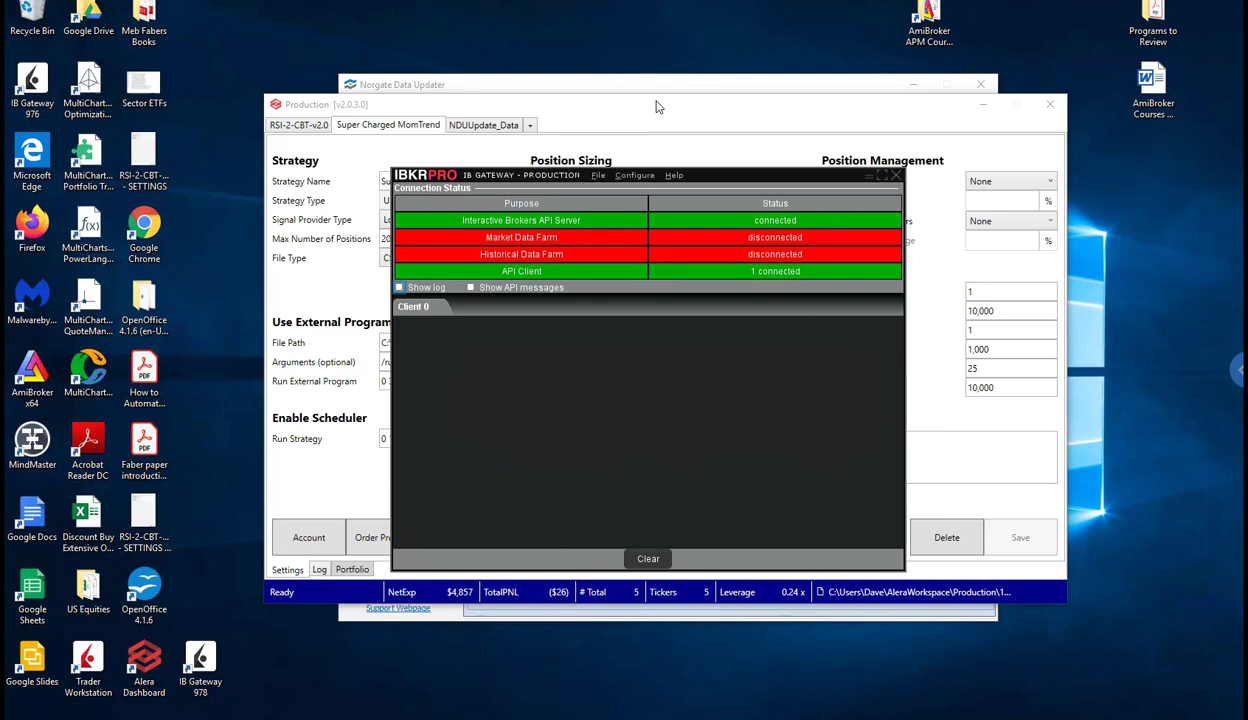 Recycle Bin
Google Drive
Meb Fabers
Books
AmiBroker
APM Cour...
Programs to
Review
IB Gateway
976
MultiChart...
Optimizati...
Sector ETFs
AmiBroker
Courses ...
Microsoft
Edge
MultiChart...
Portfolio Tr...
RSI-2-CBT-v...
- SETTINGS
Firefox
MultiCharts...
PowerLang...
Google
Chrome
Malwareby...
MultiChart...
QuoteMan...
OpenOffice
4.1.6 (en-U...
AmiBroker
x64
MultiChart...
How to
Automat...
MindMaster
Acrobat
Reader DC
Faber paper
introducti...
Google Docs
Discount Buy
Extensive O...
RSI-2-CBT-...
- SETTINGS ...
Google
Sheets
US Equities
OpenOffice
4.1.6
Google Slides
Trader
Workstation
Alera
Dashboard
IB Gateway
978
Norgate Data Updater
Production [v2.0.3.0]
RSI-2-CBT-v2.0 Super Charged MomTrend NDUUpdate_Data +
Strategy Position Sizing Position Management
Strategy Name Su
Strategy Type U
Signal Provider Type Lo
Max Number of Positions 20
File Type
Use External Program
File Path C:\
Arguments (optional) /r
Run External Program 0
Enable Scheduler
Run Strategy 0
None
%
None
%
1
10,000
1
1,000
25
10,000
IBKRPRO IB GATEWAY - PRODUCTION File Configure Help
Connection Status
Purpose Status
Interactive Brokers API Server connected
Market Data Farm disconnected
Historical Data Farm disconnected
API Client 1 connected
Show log Show API messages
Client 0
Clear
Account Order Pr Delete Save
Settings Log Portfolio
Ready NetExp $4,857 TotalPNL ($26) # Total 5 Tickers 5 Leverage 0.24 x C:\Users\Dave\AleraWorkspace\Production\1...
Support Webpage